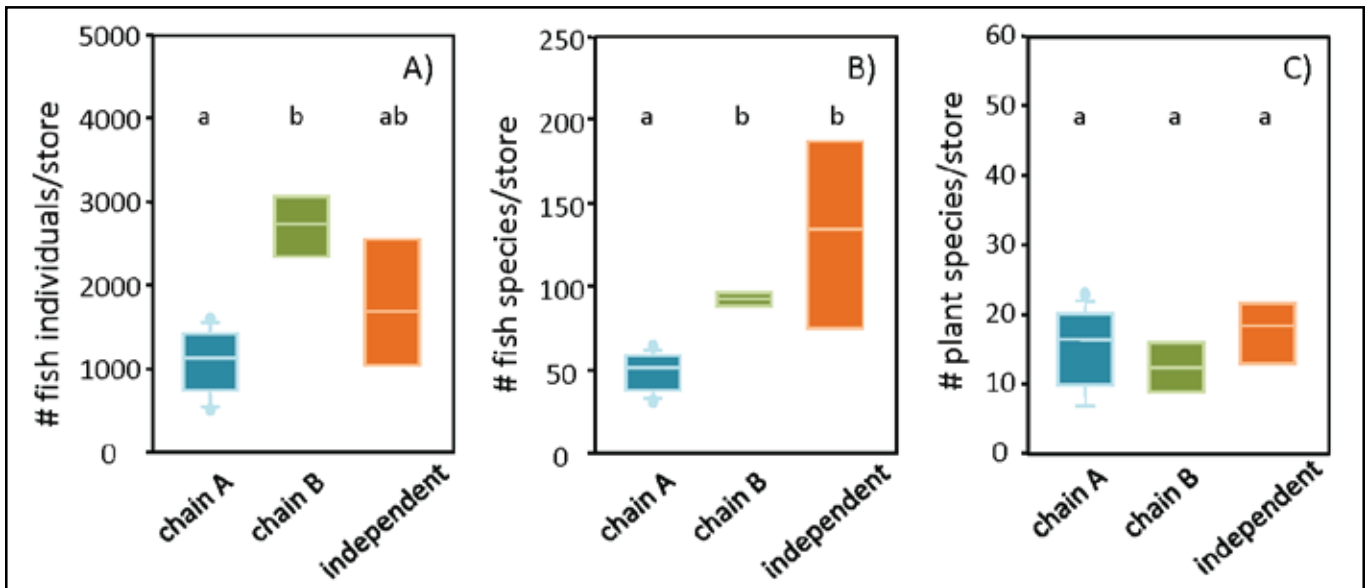 # fish individuals/store
5000
4000
3000
2000
1000
0
A)
a b ab
chain A
chain B
independent
# fish species/store
250
200
150
100
50
0
B)
a b b
chain A
chain B
independent
# plant species/store
60
50
40
30
20
10
0
C)
a a a
chain A
chain B
independent